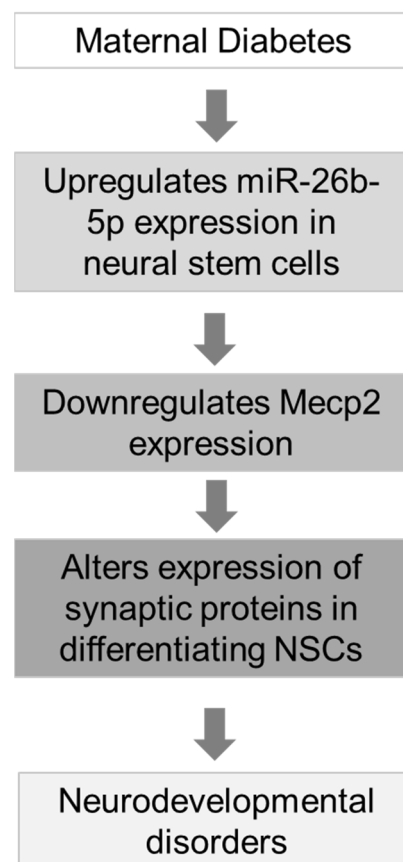 Maternal Diabetes
Upregulates miR-26b-
5p expression in
neural stem cells
Downregulates Mecp2
expression
Alters expression of
synaptic proteins in
differentiating NSCs
Neurodevelopmental
disorders